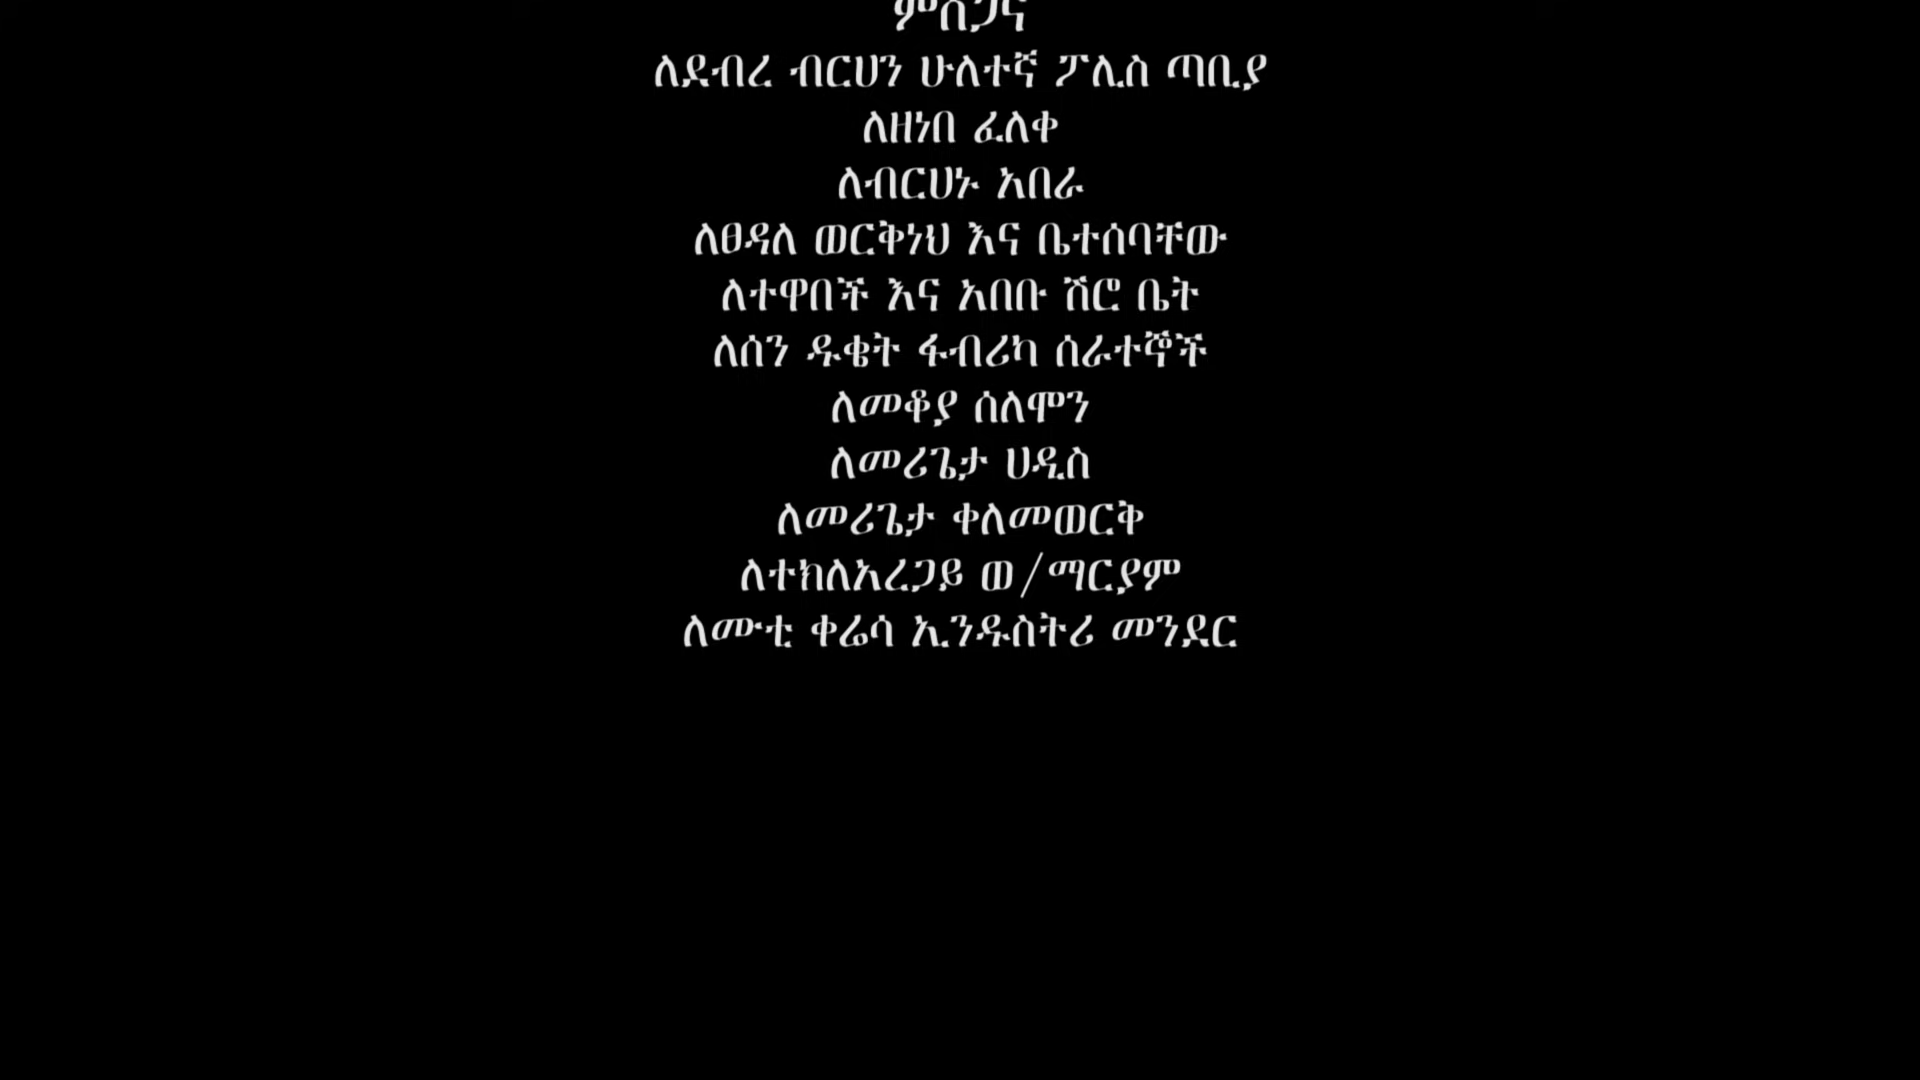 ምስጋና
ለደብረ ብርሀን ሁለተኛ ፖሊስ ጣቢያ
ለዘነበ ፈለቀ
ለብርሀኑ አበራ
ለፀዳለ ወርቅነህ እና ቤተሰባቸው
ለተዋበች እና አበቡ ሽሮ ቤት
ለሰን ዱቄት ፋብሪካ ሰራተኞች
ለመቆያ ሰለሞን
ለመሪጌታ ሀዲስ
ለመሪጌታ ቀለመወርቅ
ለተክለአረጋይ ወ/ማርያም
ለሙቲ ቀሬሳ ኢንዱስትሪ መንደር